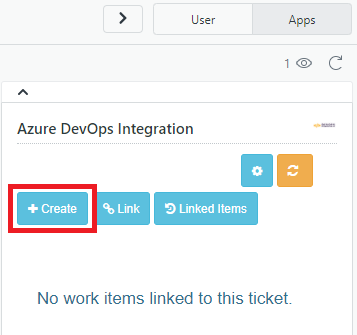 User
Apps
1
Azure DevOps Integration
Create
Link
Linked Items
No work items linked to this ticket.